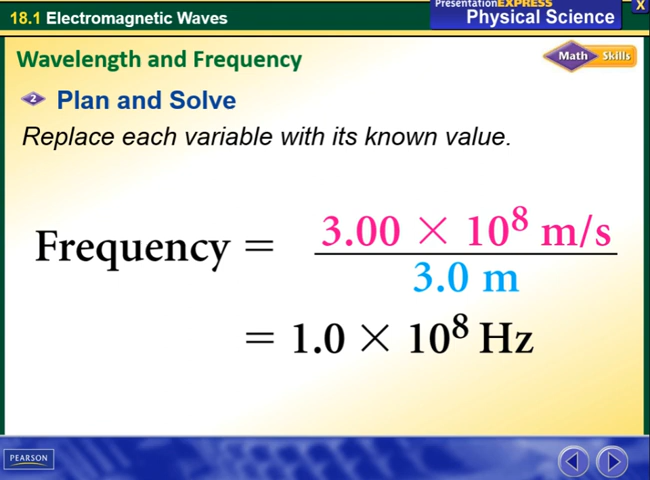 PresentationEXPRESS
X
18.1 Electromagnetic Waves
Physical Science
Wavelength and Frequency
Math Skills
2 Plan and Solve
Replace each variable with its known value.
Frequency = 3.00 × 10⁸ m/s
3.0 m
= 1.0 × 10⁸ Hz
PEARSON